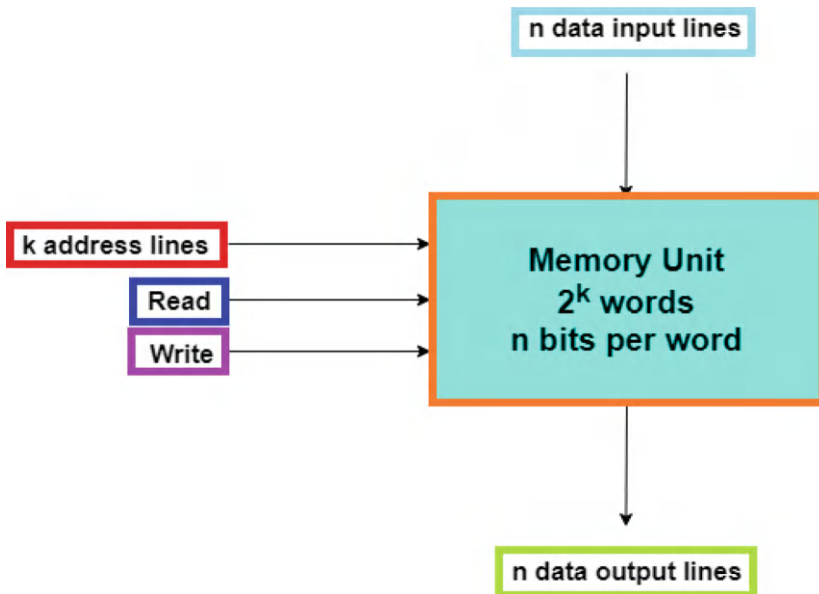 n data input lines
k address lines
Read
Write
Memory Unit
2ᵏ words
n bits per word
n data output lines